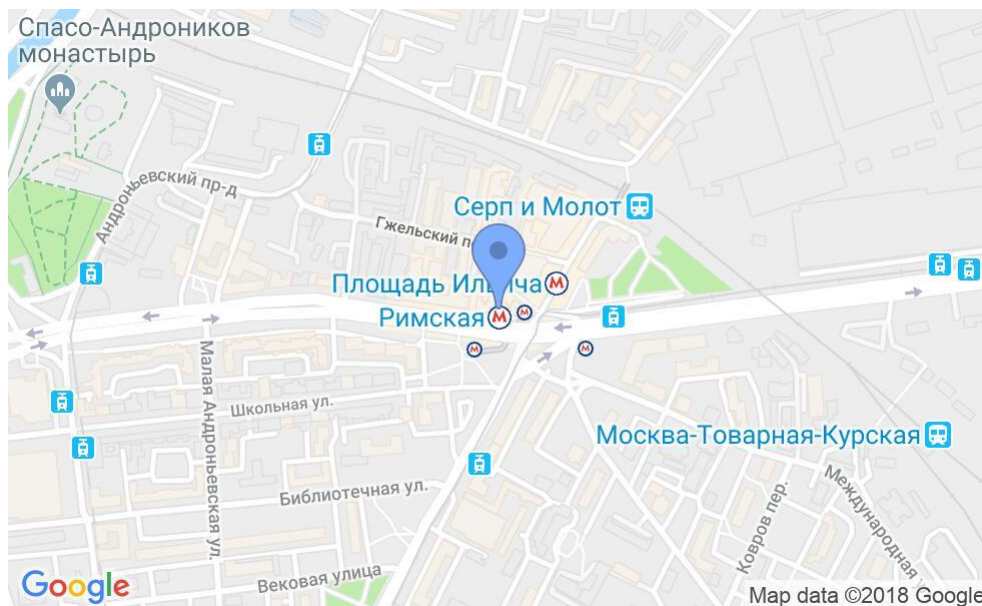 Спасо-Андроников
монастырь
Андроньевский пр-д
Серп и Молот
Гжельский пе
Площадь Ильича
Римская
Малая Андроньевская ул.
Школьная ул.
Москва-Товарная-Курская
Библиотечная ул.
Ковров пер.
Международная
Вековая улица
Google
Map data ©2018 Google